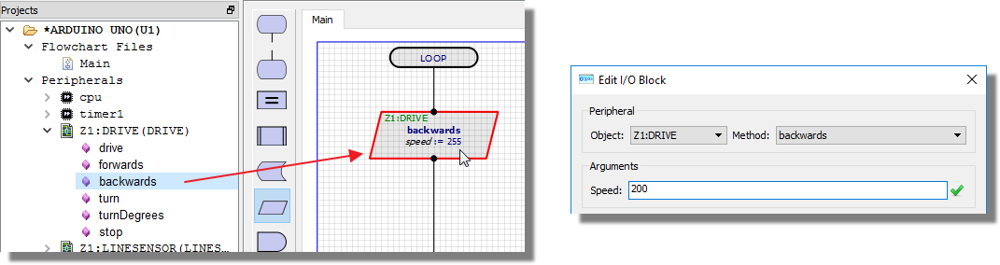 Projects
*ARDUINO UNO(U1)
Flowchart Files
Main
Peripherals
cpu
timer1
Z1:DRIVE(DRIVE)
drive
forwards
backwards
turn
turnDegrees
stop
Z1:LINESENSOR(LINES...
Main
LOOP
Z1:DRIVE
backwards
speed := 255
Edit I/O Block
Peripheral
Object: Z1:DRIVE Method: backwards
Arguments
Speed: 200